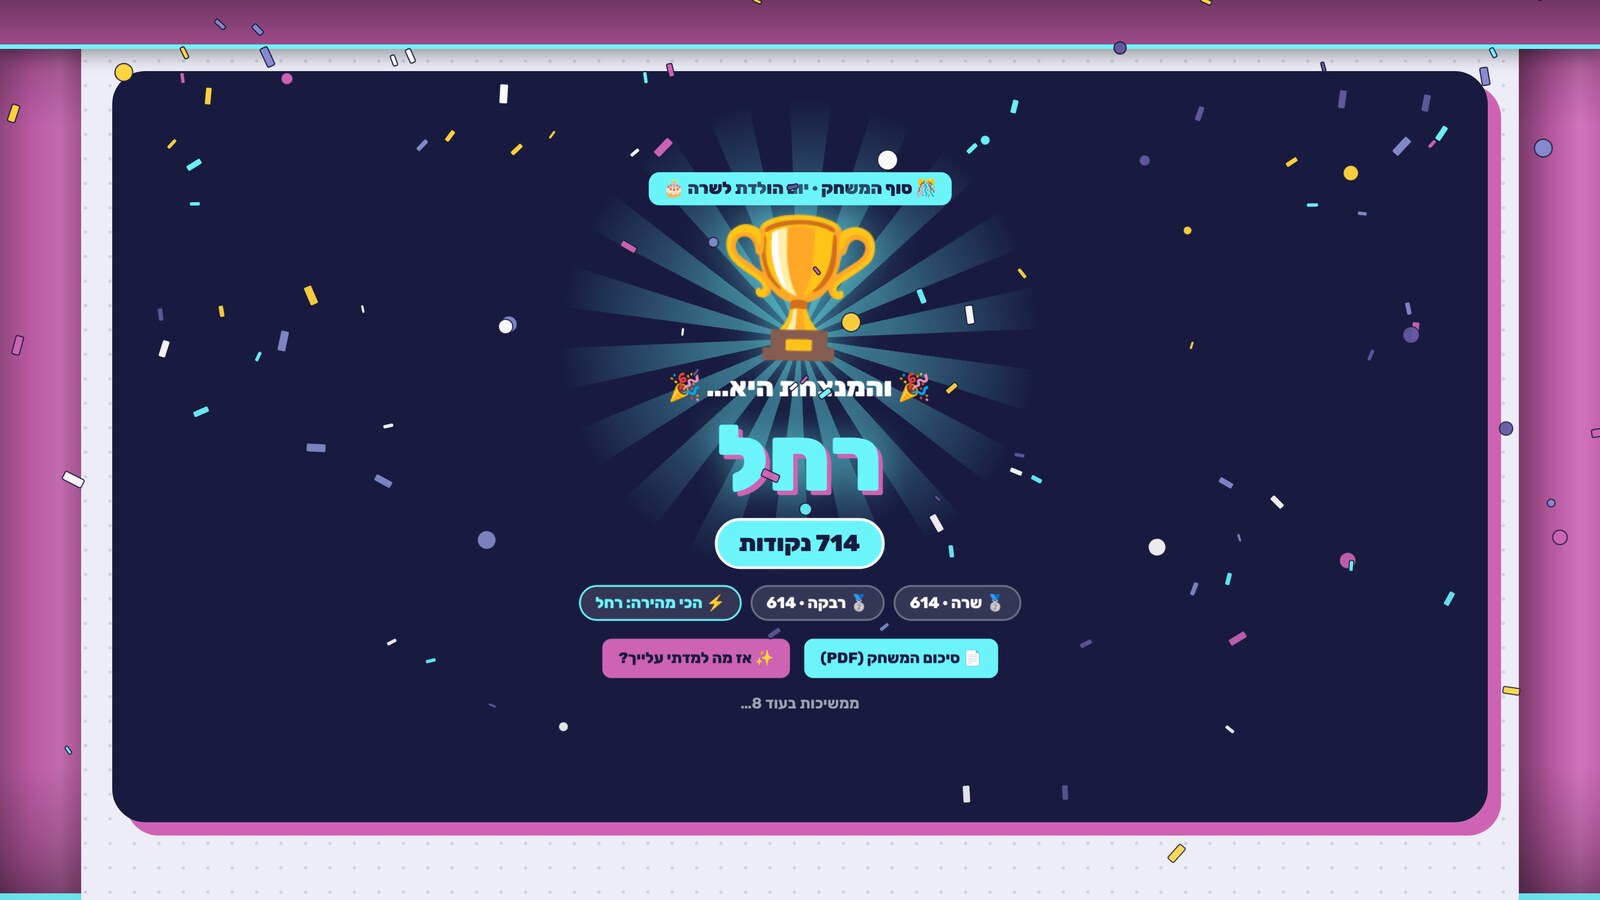 🎊 סוף המשחק • יום הולדת לשרה 🎂
🎉 והמנצחת היא... 🎉
רחל
714 נקודות
🥈 שרה • 614
🥈 רבקה • 614
⚡ הכי מהירה: רחל
📄 סיכום המשחק (PDF)
✨ אז מה למדתי עלייך?
ממשיכות בעוד 8...